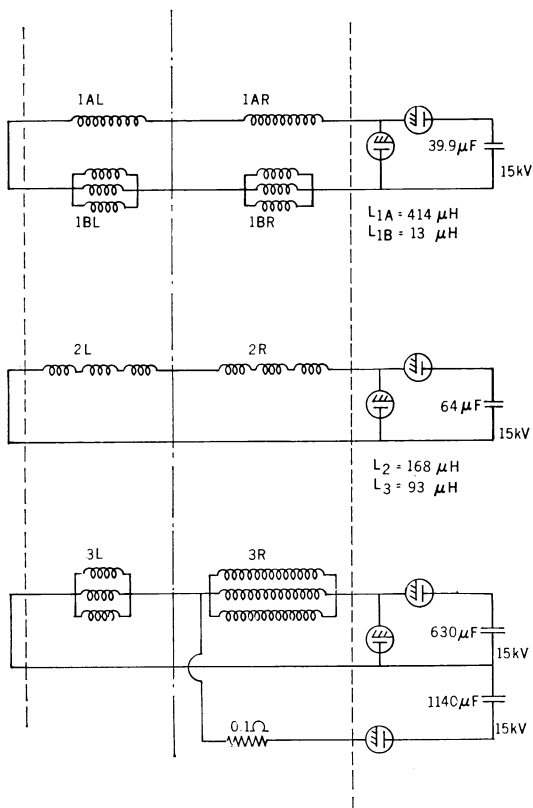 1AL 1AR
39.9μF
15kV
1BL 1BR
L1A = 414 μH
L1B = 13 μH
2L 2R
64μF
15kV
L2 = 168 μH
L3 = 93 μH
3L 3R
630μF
15kV
1140μF
0.1Ω
15kV